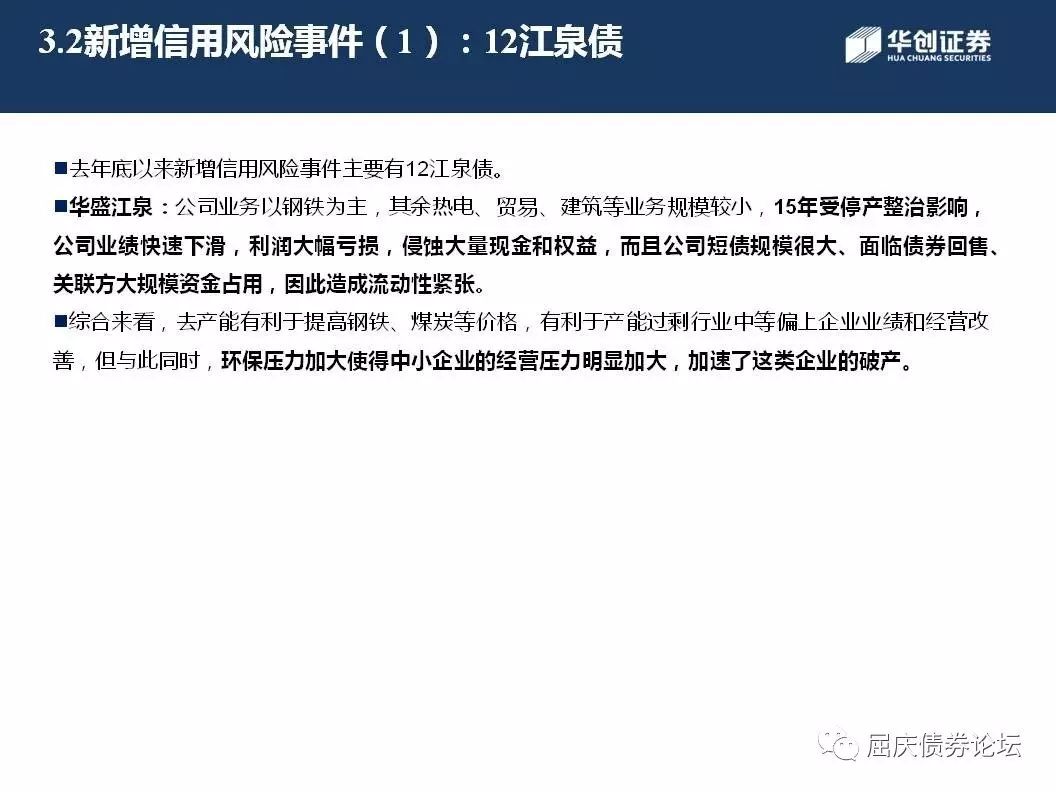 3.2新增信用风险事件（1）：12江泉债
华创证券
HUA CHUANG SECURITIES
■去年底以来新增信用风险事件主要有12江泉债。
■华盛江泉：公司业务以钢铁为主，其余热电、贸易、建筑等业务规模较小，15年受停产整治影响，
公司业绩快速下滑，利润大幅亏损，侵蚀大量现金和权益，而且公司短债规模很大、面临债券回售、
关联方大规模资金占用，因此造成流动性紧张。
■综合来看，去产能有利于提高钢铁、煤炭等价格，有利于产能过剩行业中等偏上企业业绩和经营改
善，但与此同时，环保压力加大使得中小企业的经营压力明显加大，加速了这类企业的破产。
屈庆债券论坛